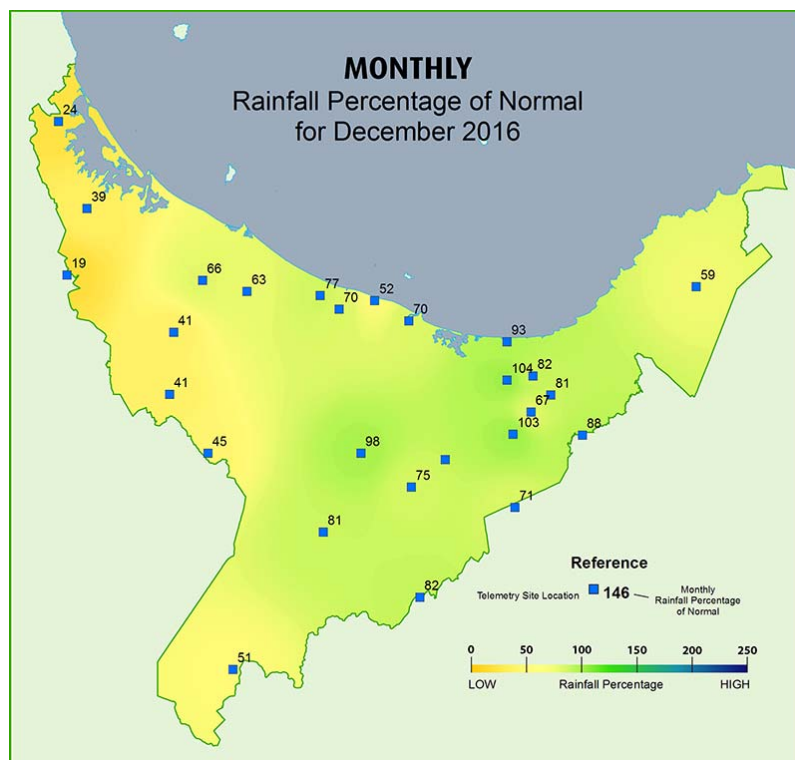 MONTHLY
Rainfall Percentage of Normal
for December 2016
24
39
19
66
63
77
70
52
70
59
93
41
104
82
81
67
41
103
88
45
98
75
71
81
82
51
Reference
Telemetry Site Location
146
Monthly
Rainfall Percentage
of Normal
0 50 100 150 200 250
LOW Rainfall Percentage HIGH